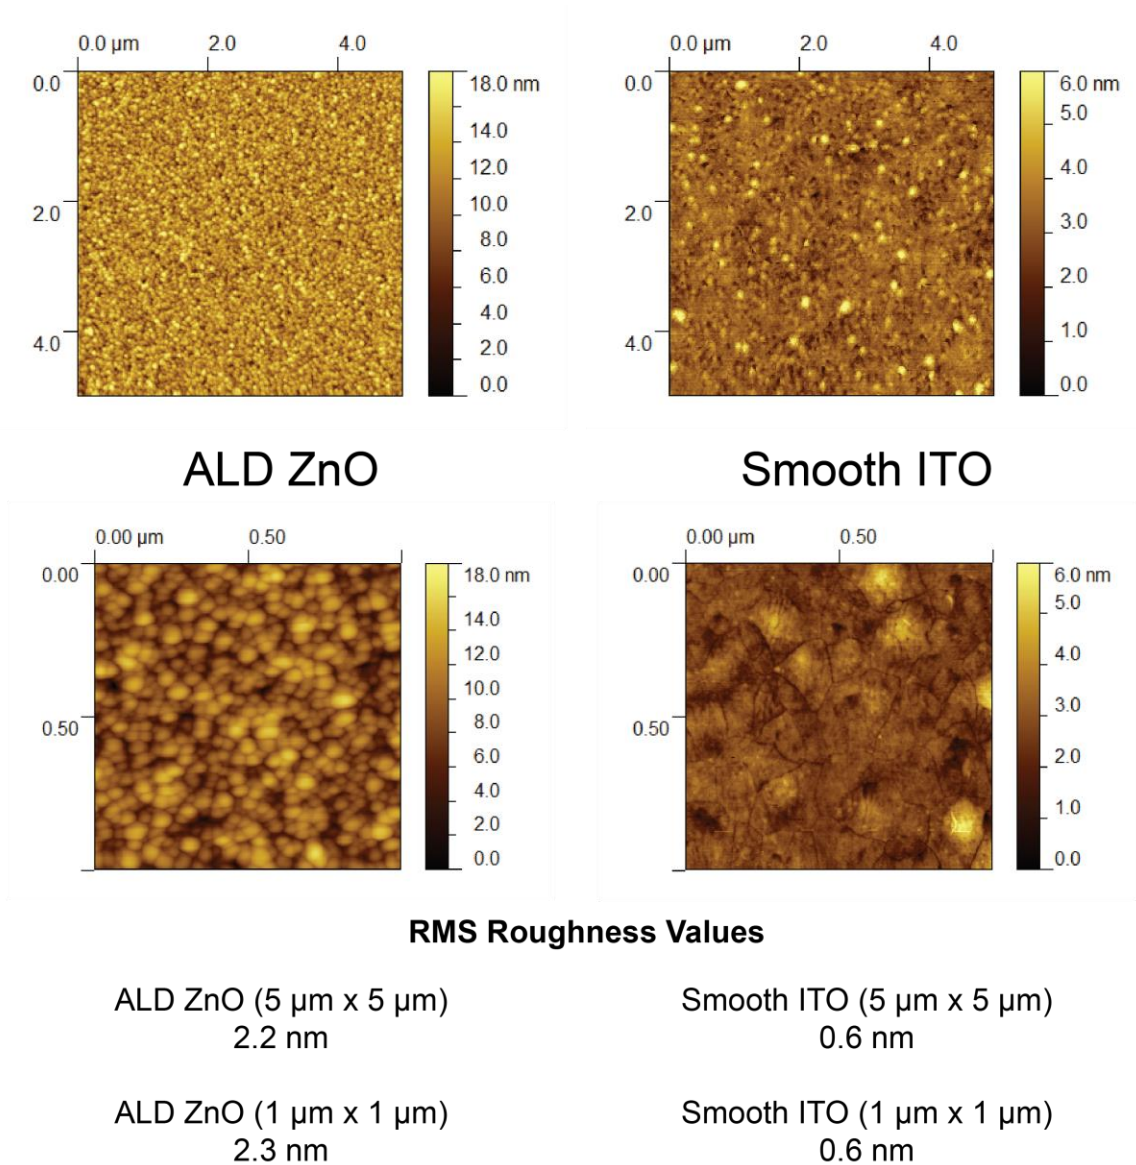 0.0 µm 2.0 4.0
0.0
2.0
4.0
18.0 nm
14.0
12.0
10.0
8.0
6.0
4.0
2.0
0.0
0.0 µm 2.0 4.0
0.0
2.0
4.0
6.0 nm
5.0
4.0
3.0
2.0
1.0
0.0
ALD ZnO
Smooth ITO
0.00 µm 0.50
0.00
0.50
18.0 nm
14.0
12.0
10.0
8.0
6.0
4.0
2.0
0.0
0.00 µm 0.50
0.00
0.50
6.0 nm
5.0
4.0
3.0
2.0
1.0
0.0
RMS Roughness Values
ALD ZnO (5 µm x 5 µm)
2.2 nm
Smooth ITO (5 µm x 5 µm)
0.6 nm
ALD ZnO (1 µm x 1 µm)
2.3 nm
Smooth ITO (1 µm x 1 µm)
0.6 nm